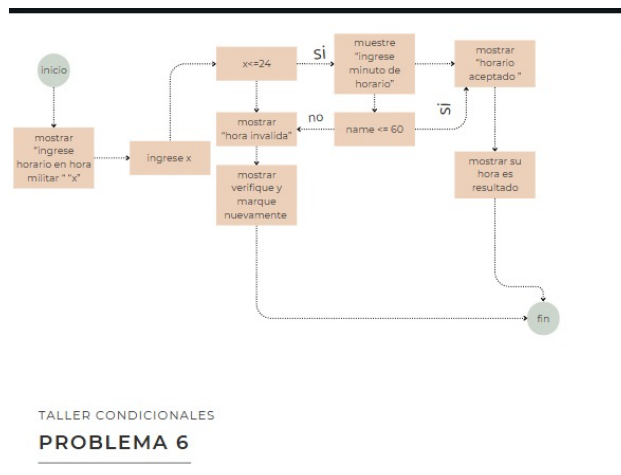 inicio
mostrar
"ingrese
horario en hora
militar " "x"
ingrese x
x<=24
si
muestre
"ingrese
minuto de
horario"
mostrar
"horario
aceptado "
mostrar
"hora invalida"
no
name <= 60
si
mostrar
verifique y
marque
nuevamente
mostrar su
hora es
resultado
fin
TALLER CONDICIONALES
PROBLEMA 6